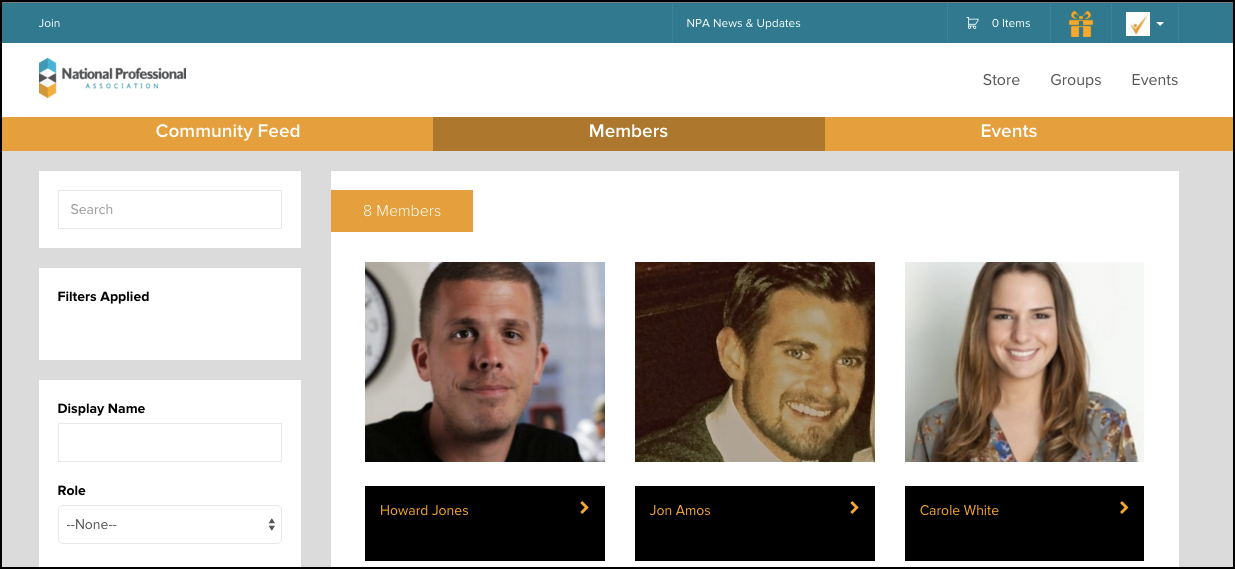 Join
NPA News & Updates
0 Items
National Professional
ASSOCIATION
Store
Groups
Events
Community Feed
Members
Events
Search
8 Members
Filters Applied
Display Name
Role
--None--
Howard Jones
Jon Amos
Carole White